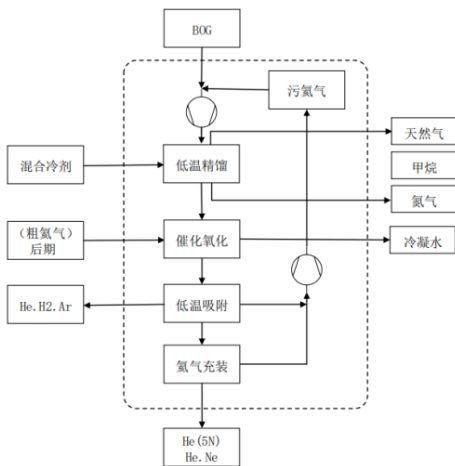 BOG
污氦气
天然气
混合冷剂
低温精馏
甲烷
氮气
(粗氦气)
后期
催化氧化
冷凝水
He.H2.Ar
低温吸附
氦气充装
He(5N)
He.Ne